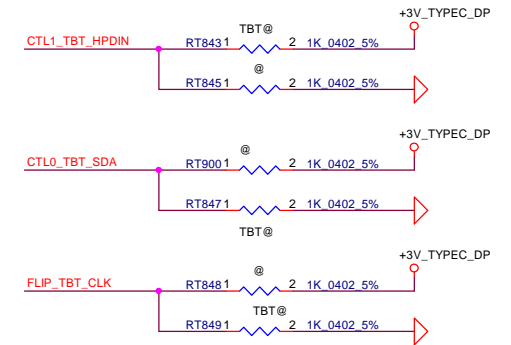 +3V_TYPEC_DP
TBT@
CTL1_TBT_HPDIN RT843 1 2 1K_0402_5%
@
RT845 1 2 1K_0402_5%
+3V_TYPEC_DP
@
CTL0_TBT_SDA RT900 1 2 1K_0402_5%
RT847 1 2 1K_0402_5%
TBT@
+3V_TYPEC_DP
@
FLIP_TBT_CLK RT848 1 2 1K_0402_5%
TBT@
RT849 1 2 1K_0402_5%